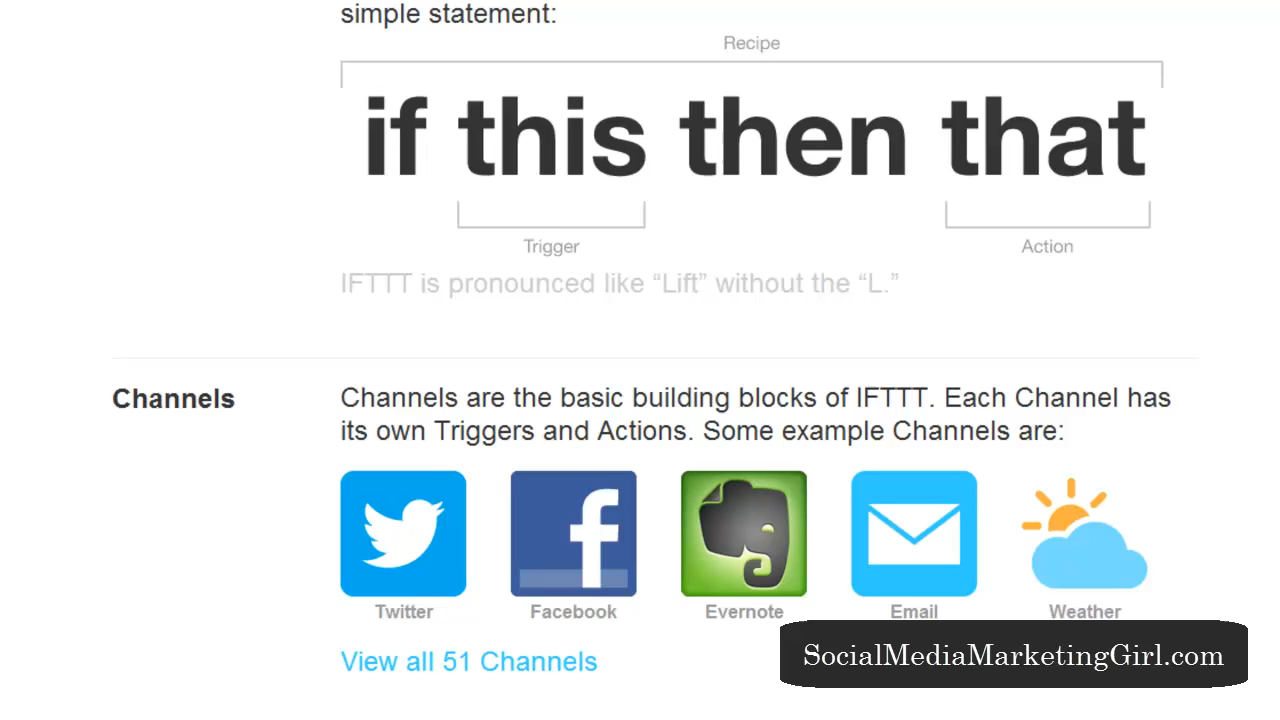 simple statement:
Recipe
if this then that
Trigger
Action
IFTTT is pronounced like “Lift” without the “L.”
Channels
Channels are the basic building blocks of IFTTT. Each Channel has
its own Triggers and Actions. Some example Channels are:
Twitter
Facebook
Evernote
Email
Weather
View all 51 Channels
SocialMediaMarketingGirl.com